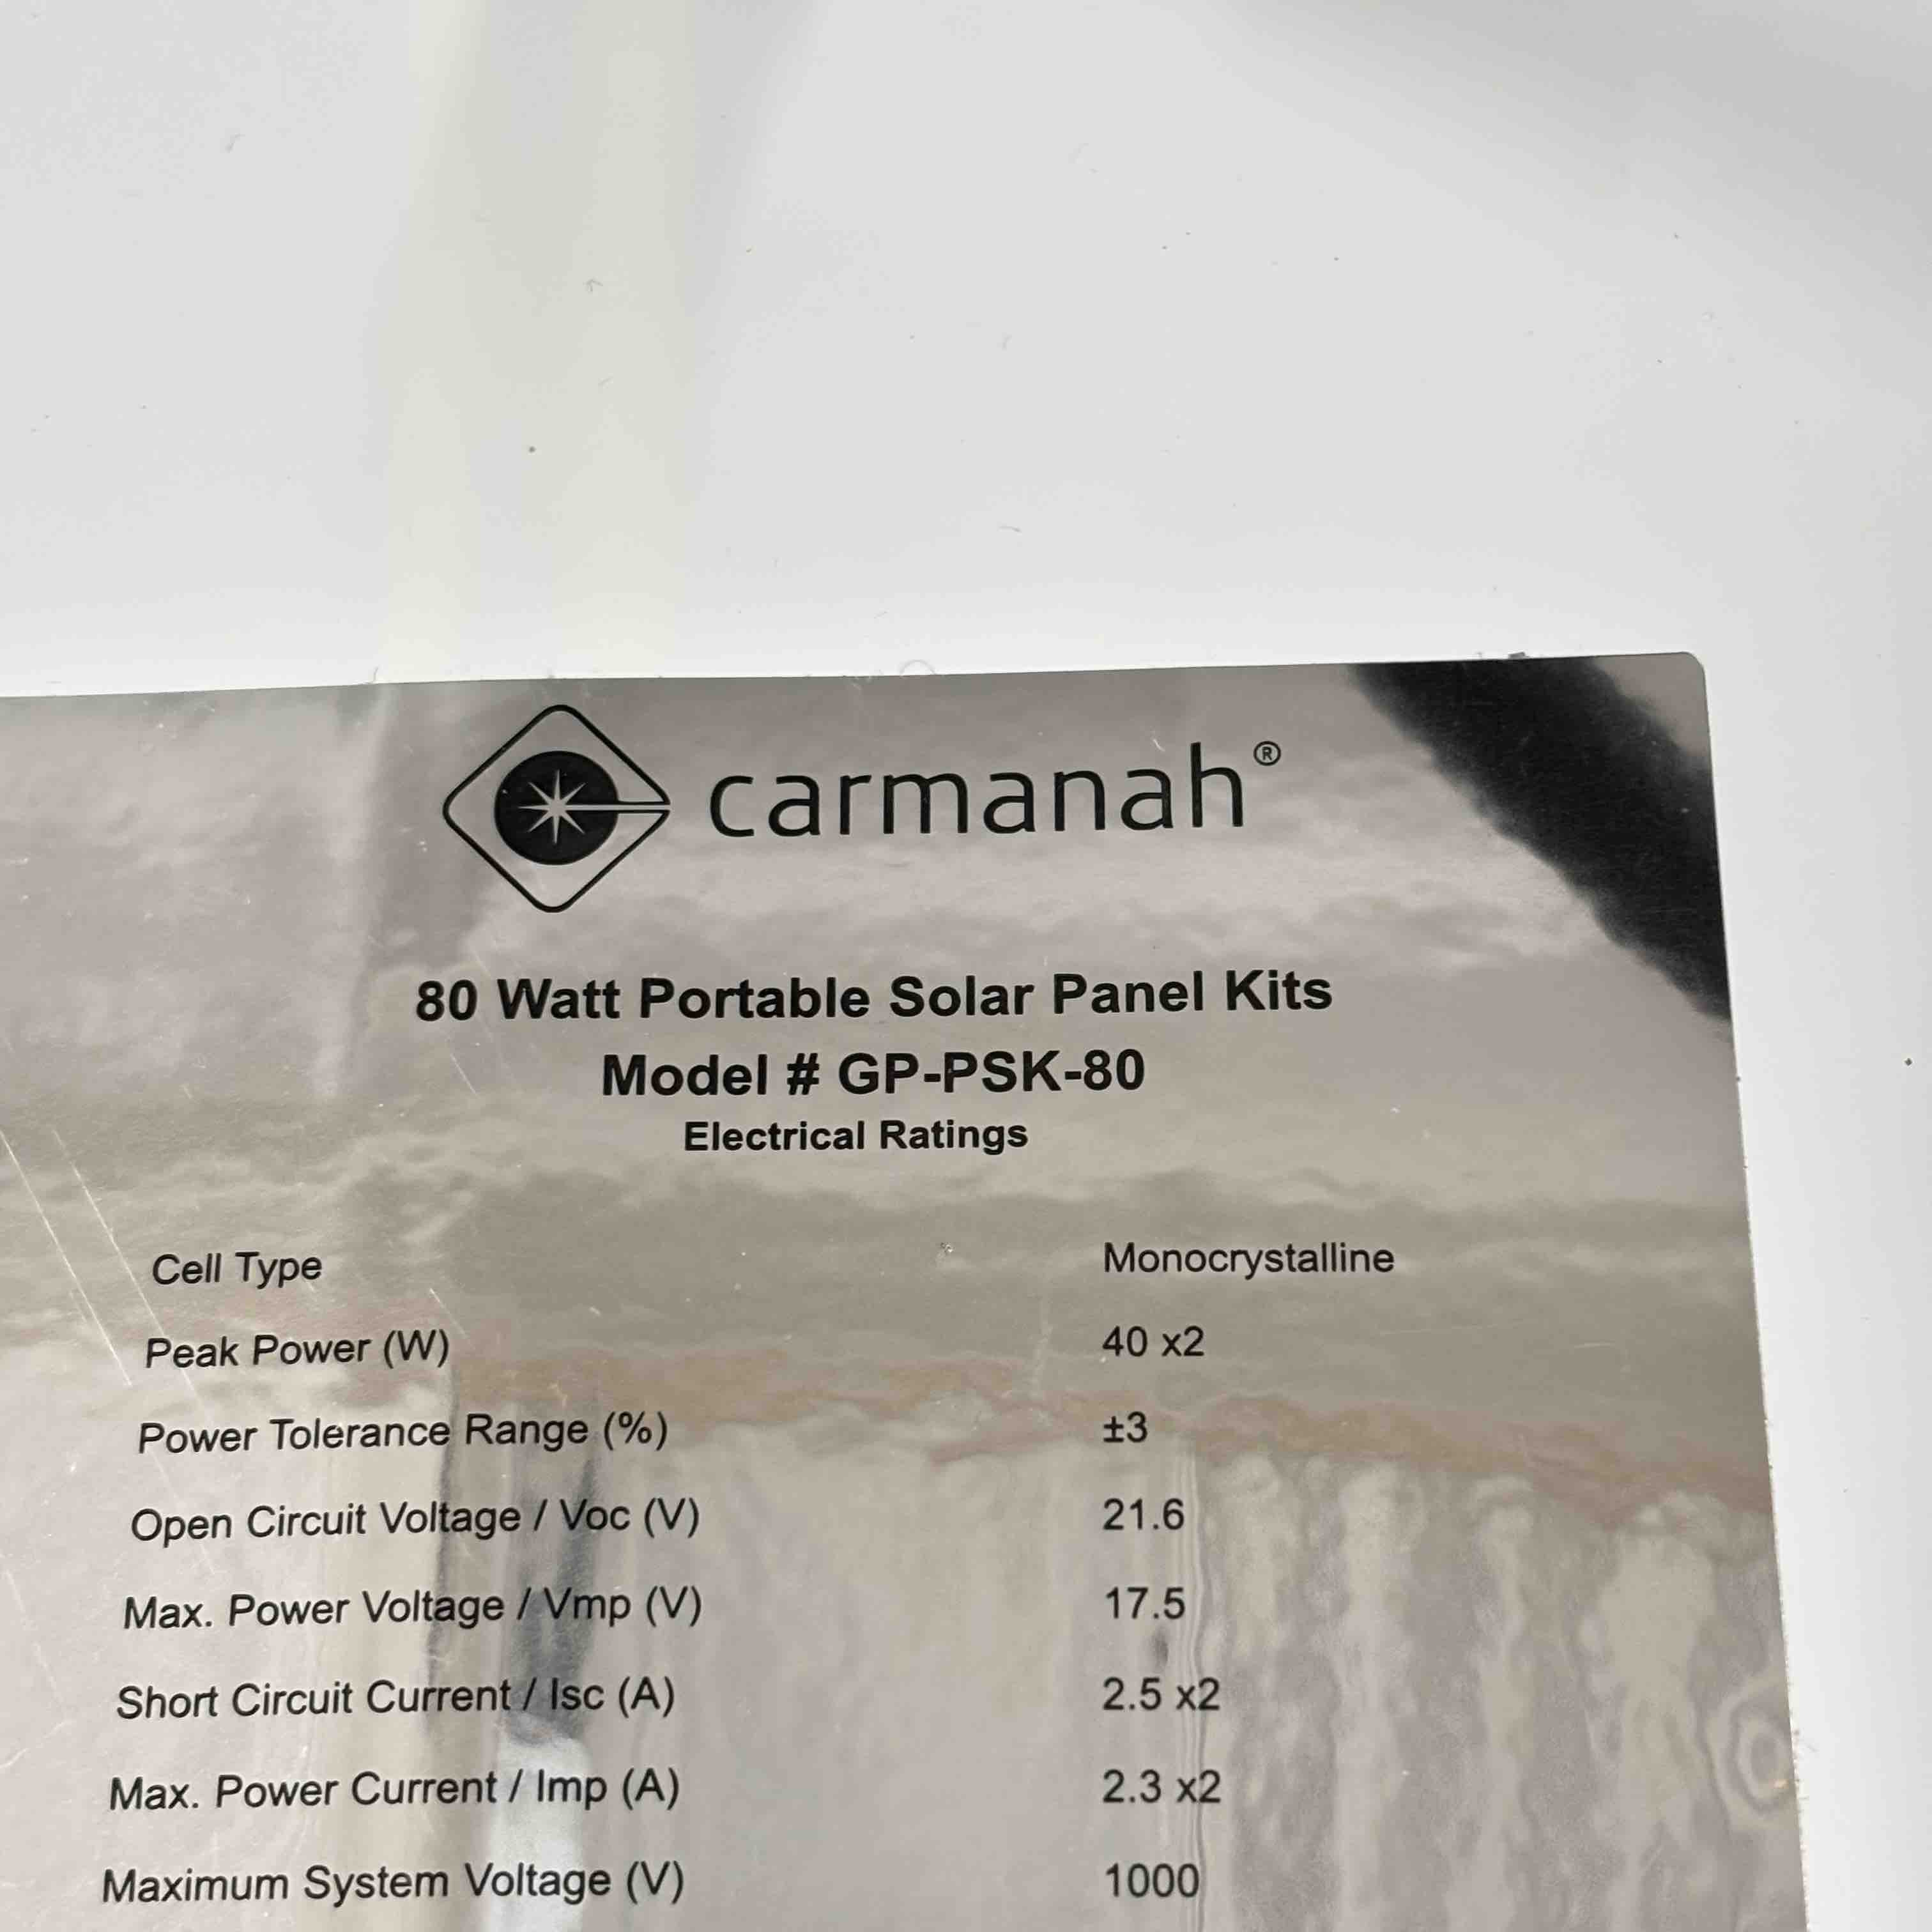 carmanah®
80 Watt Portable Solar Panel Kits
Model # GP-PSK-80
Electrical Ratings
Cell Type Monocrystalline
Peak Power (W) 40 x2
Power Tolerance Range (%) ±3
Open Circuit Voltage / Voc (V) 21.6
Max. Power Voltage / Vmp (V) 17.5
Short Circuit Current / Isc (A) 2.5 x2
Max. Power Current / Imp (A) 2.3 x2
Maximum System Voltage (V) 1000